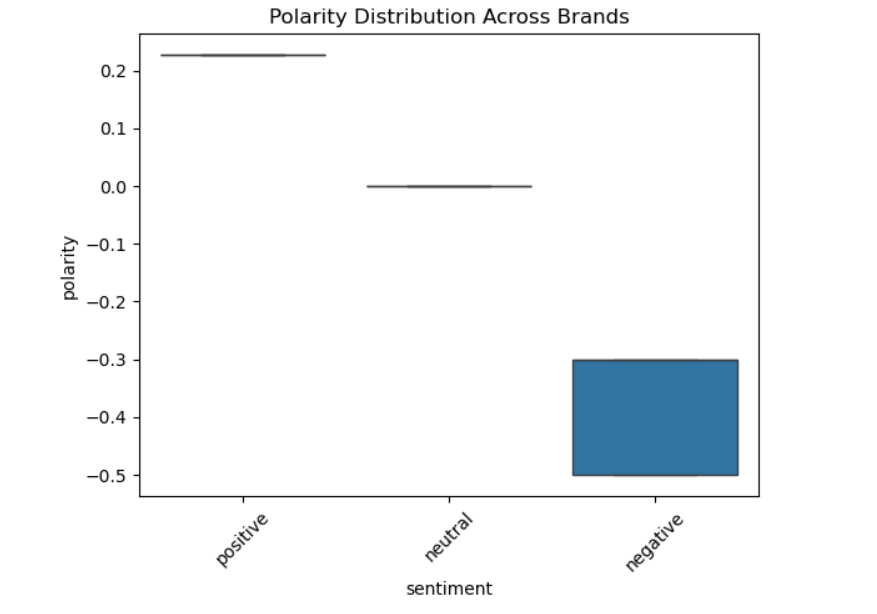 Polarity Distribution Across Brands
polarity
0.2
0.1
0.0
−0.1
−0.2
−0.3
−0.4
−0.5
positive
neutral
negative
sentiment